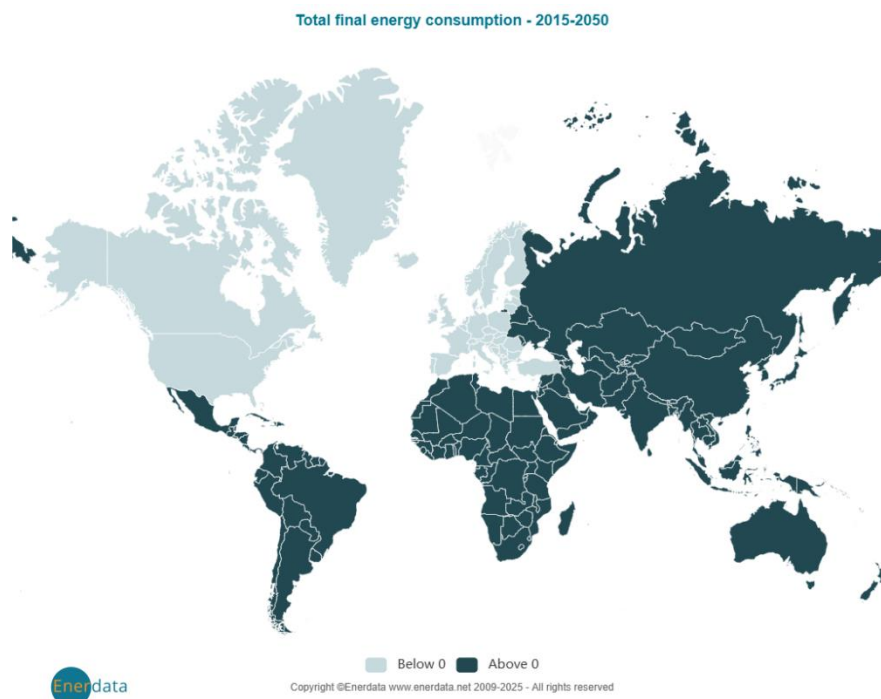 Total final energy consumption - 2015-2050
Below 0
Above 0
Enerdata
Copyright ©Enerdata www.enerdata.net 2009-2025 - All rights reserved